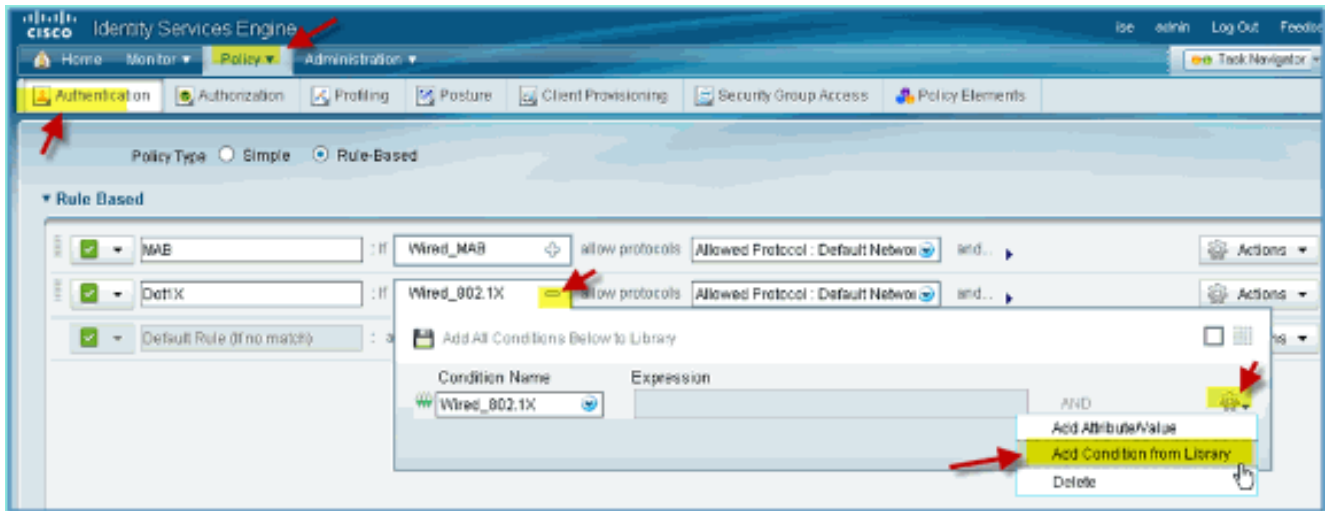 cisco Identity Services Engine ise admin Log Out Feedba
Home Monitor ▼ Policy ▼ Administration ▼ Task Navigator
Authentication Authorization Profiling Posture Client Provisioning Security Group Access Policy Elements
Policy Type Simple Rule-Based
Rule Based
MAB : If Wired_MAB allow protocols Allowed Protocol : Default Networ and... Actions
Dot1X : If Wired_802.1X allow protocols Allowed Protocol : Default Networ and... Actions
Default Rule (If no match) : a ns
Add All Conditions Below to Library
Condition Name Expression
Wired_802.1X AND
Add Attribute/Value
Add Condition from Library
Delete